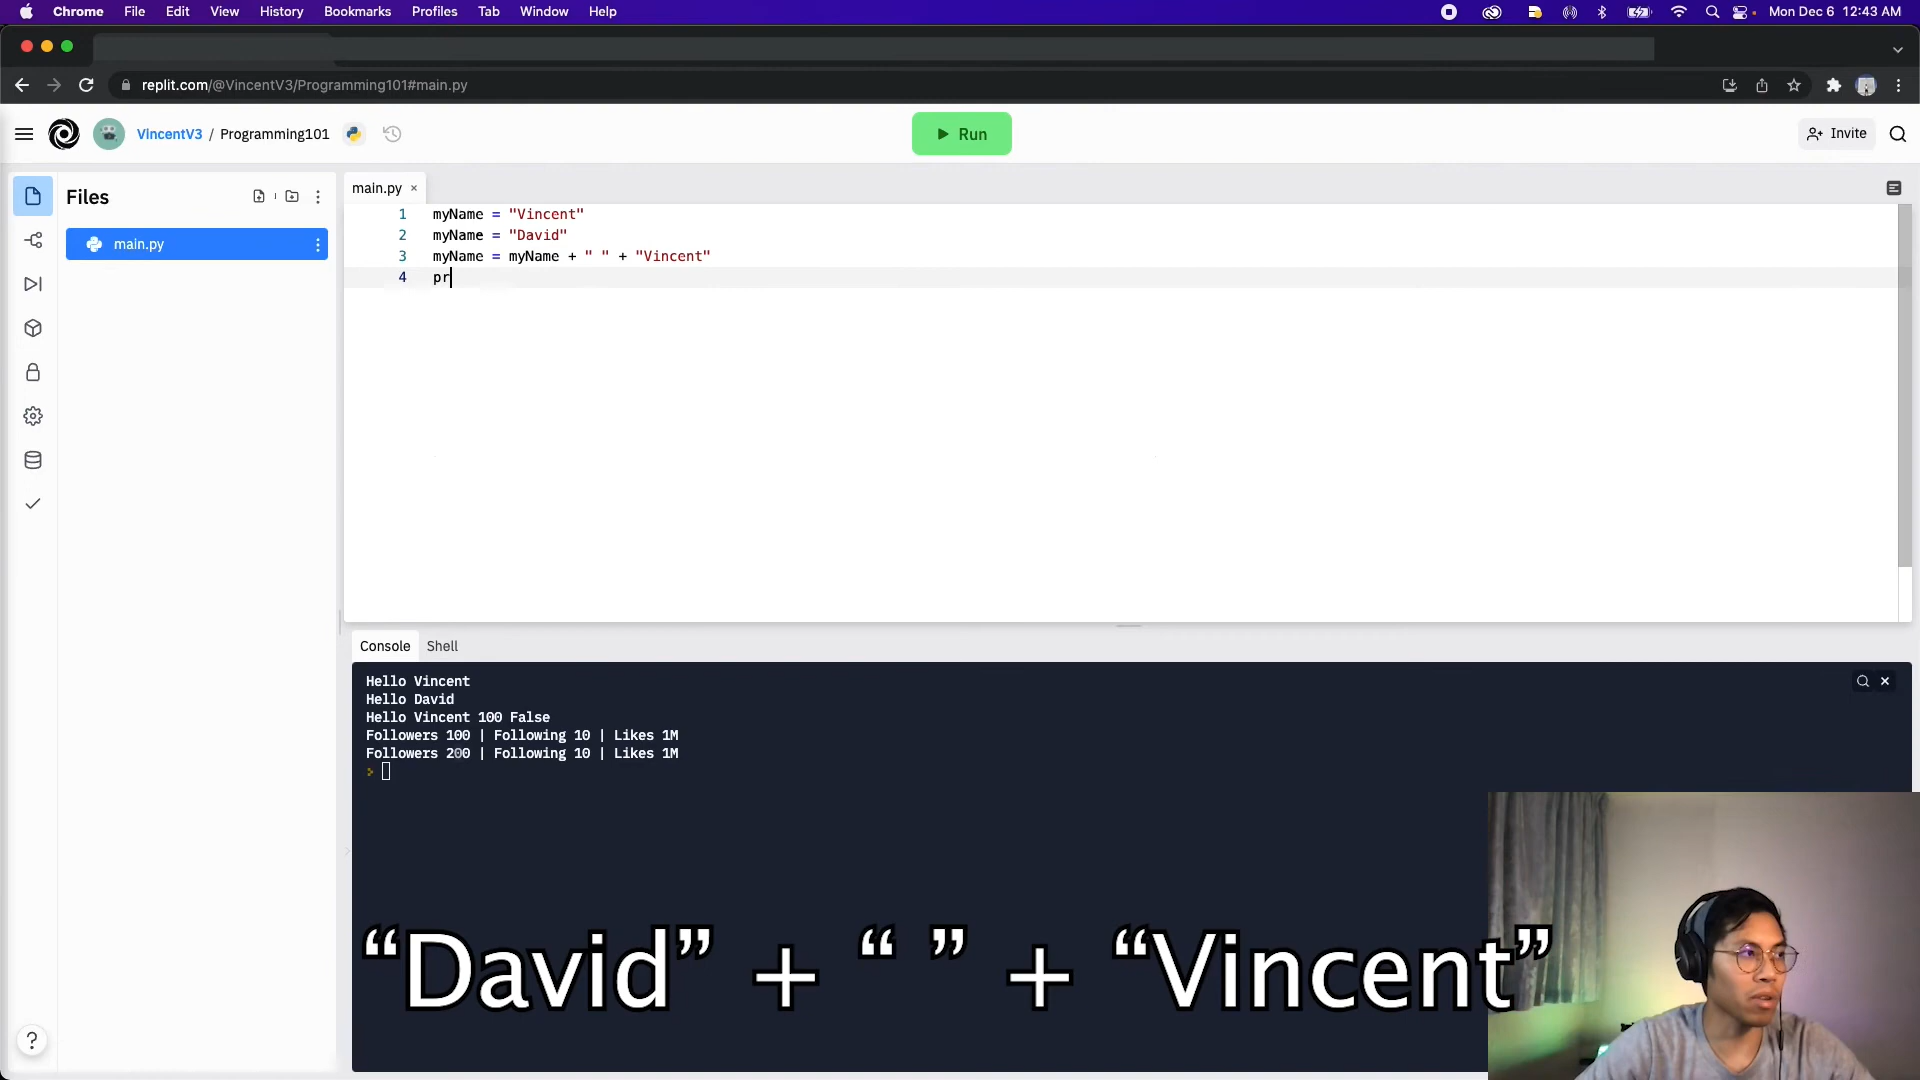 Chrome File Edit View History Bookmarks Profiles Tab Window Help Mon Dec 6 12:43 AM
replit.com/@VincentV3/Programming101#main.py
VincentV3 / Programming101 Run Invite
Files main.py ×
main.py
1 myName = "Vincent"
2 myName = "David"
3 myName = myName + " " + "Vincent"
4 pr
Console Shell
Hello Vincent
Hello David
Hello Vincent 100 False
Followers 100 | Following 10 | Likes 1M
Followers 200 | Following 10 | Likes 1M
“David” + “ ” + “Vincent”
?